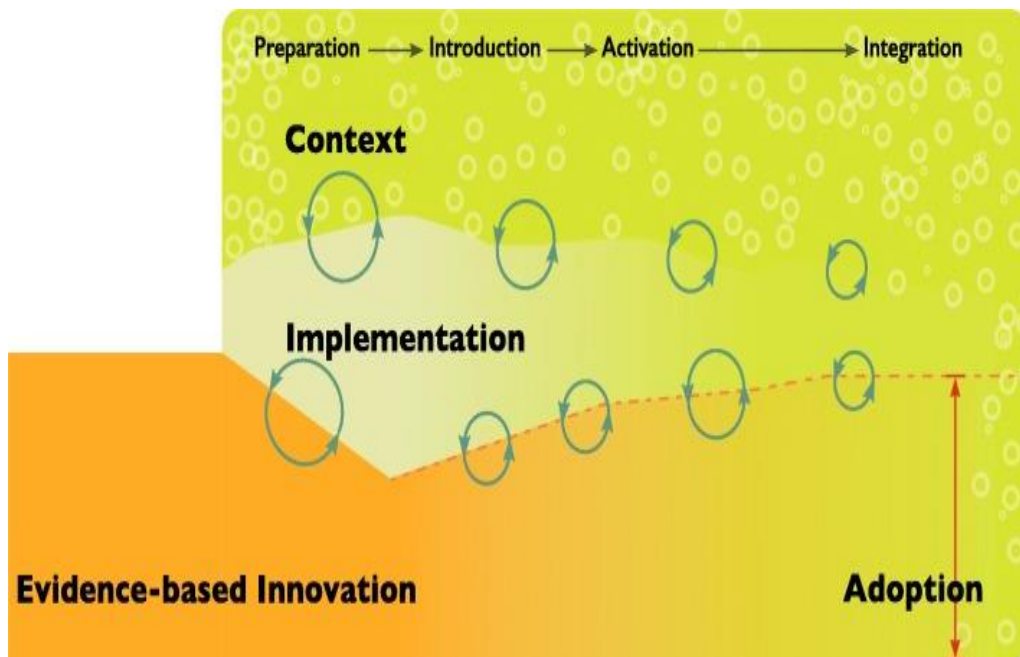 Preparation Introduction Activation Integration
Context
Implementation
Evidence-based Innovation Adoption